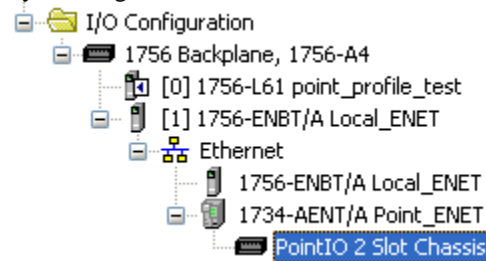 I/O Configuration
1756 Backplane, 1756-A4
[0] 1756-L61 point_profile_test
[1] 1756-ENBT/A Local_ENET
Ethernet
1756-ENBT/A Local_ENET
1734-AENT/A Point_ENET
PointIO 2 Slot Chassis